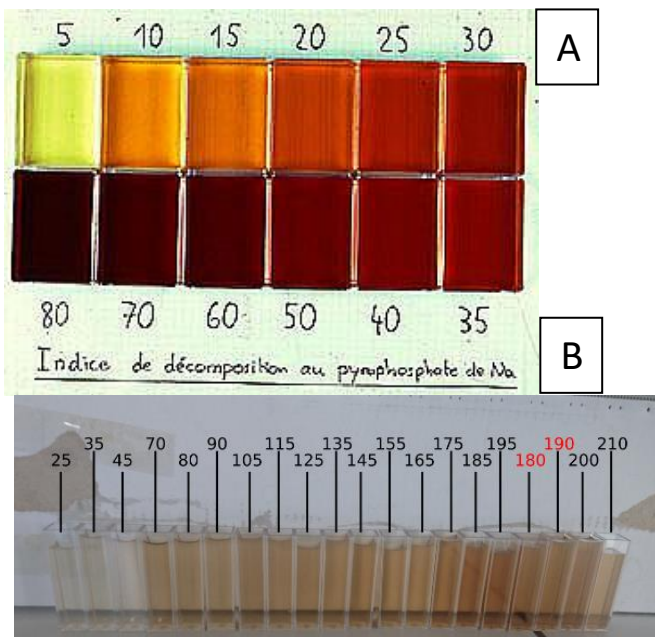 5 10 15 20 25 30
A
80 70 60 50 40 35
B
Indice de décomposition au pyrophosphate de Na
35 70 90 115 135 155 175 195 190 210
25 45 80 105 125 145 165 185 180 200